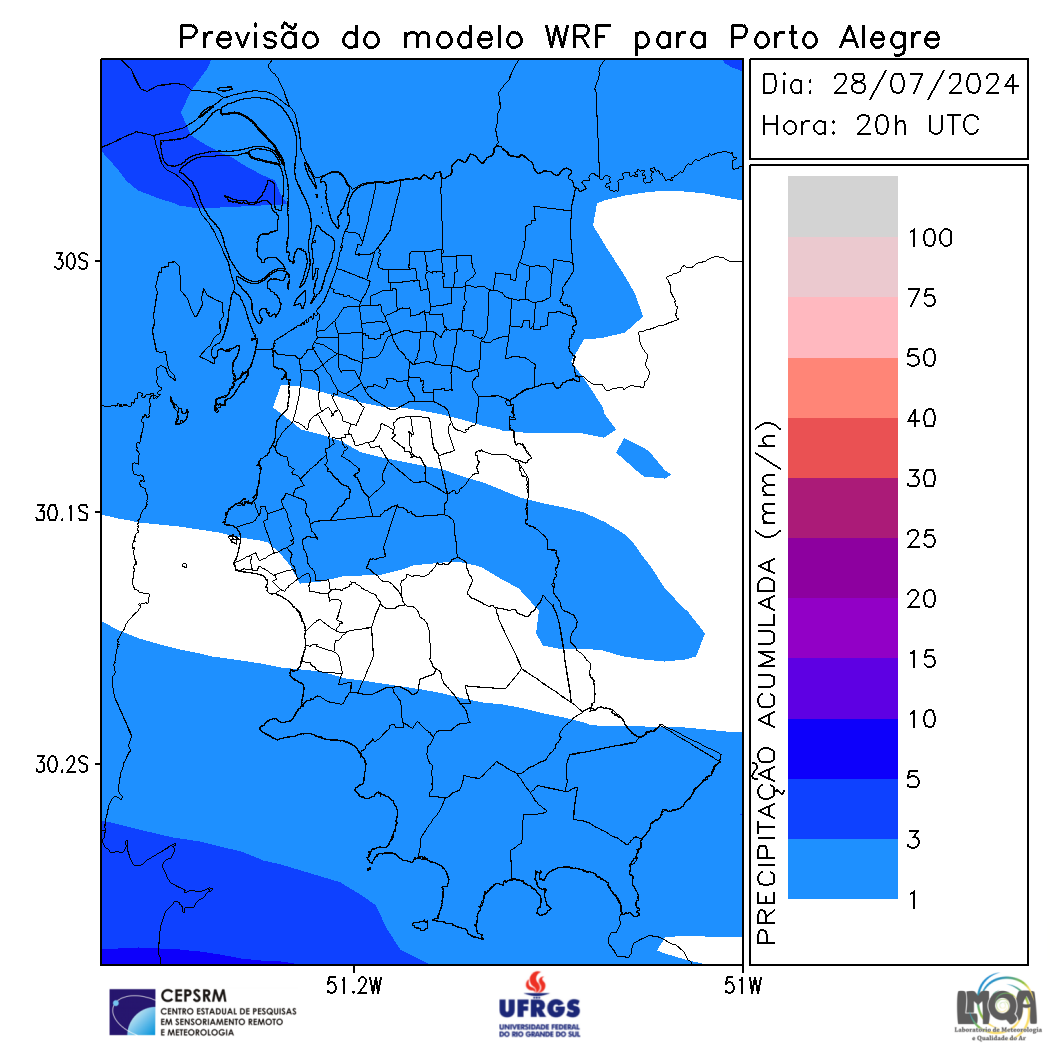 Previsão do modelo WRF para Porto Alegre
Dia: 28/07/2024
Hora: 20h UTC
PRECIPITAÇÃO ACUMULADA (mm/h)
100
75
50
40
30
25
20
15
10
5
3
1
30S
30.1S
30.2S
51.2W
51W
CEPSRM
CENTRO ESTADUAL DE PESQUISAS
EM SENSORIAMENTO REMOTO
E METEOROLOGIA
UFRGS
UNIVERSIDADE FEDERAL
DO RIO GRANDE DO SUL
LMQA
Laboratório de Meteorologia
e Qualidade do Ar